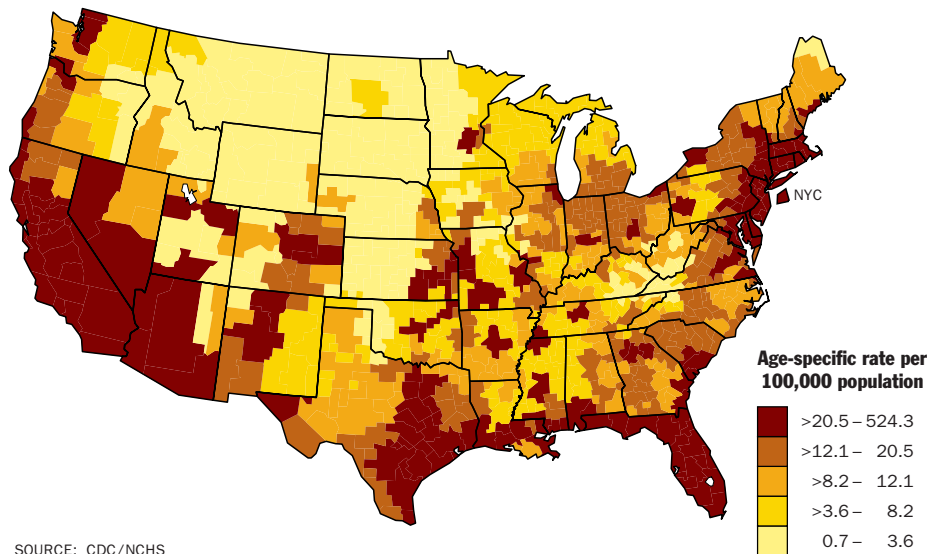 NYC
Age-specific rate per
100,000 population
>20.5 – 524.3
>12.1 – 20.5
>8.2 – 12.1
>3.6 – 8.2
0.7 – 3.6
SOURCE: CDC/NCHS